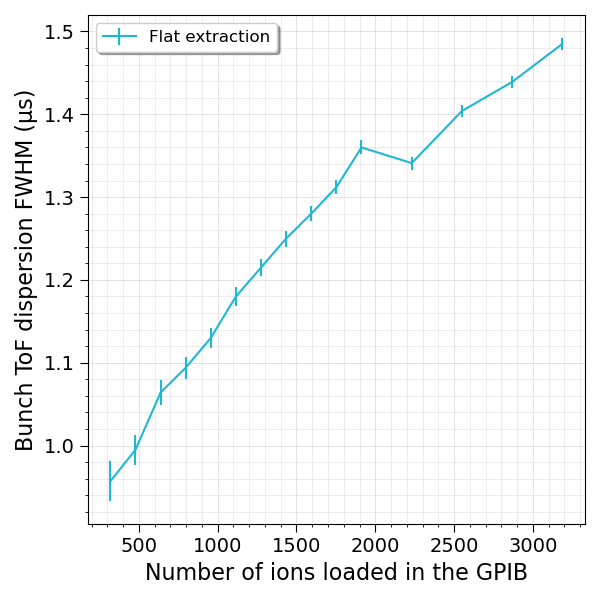 Flat extraction
Bunch ToF dispersion FWHM (µs)
1.5
1.4
1.3
1.2
1.1
1.0
500 1000 1500 2000 2500 3000
Number of ions loaded in the GPIB